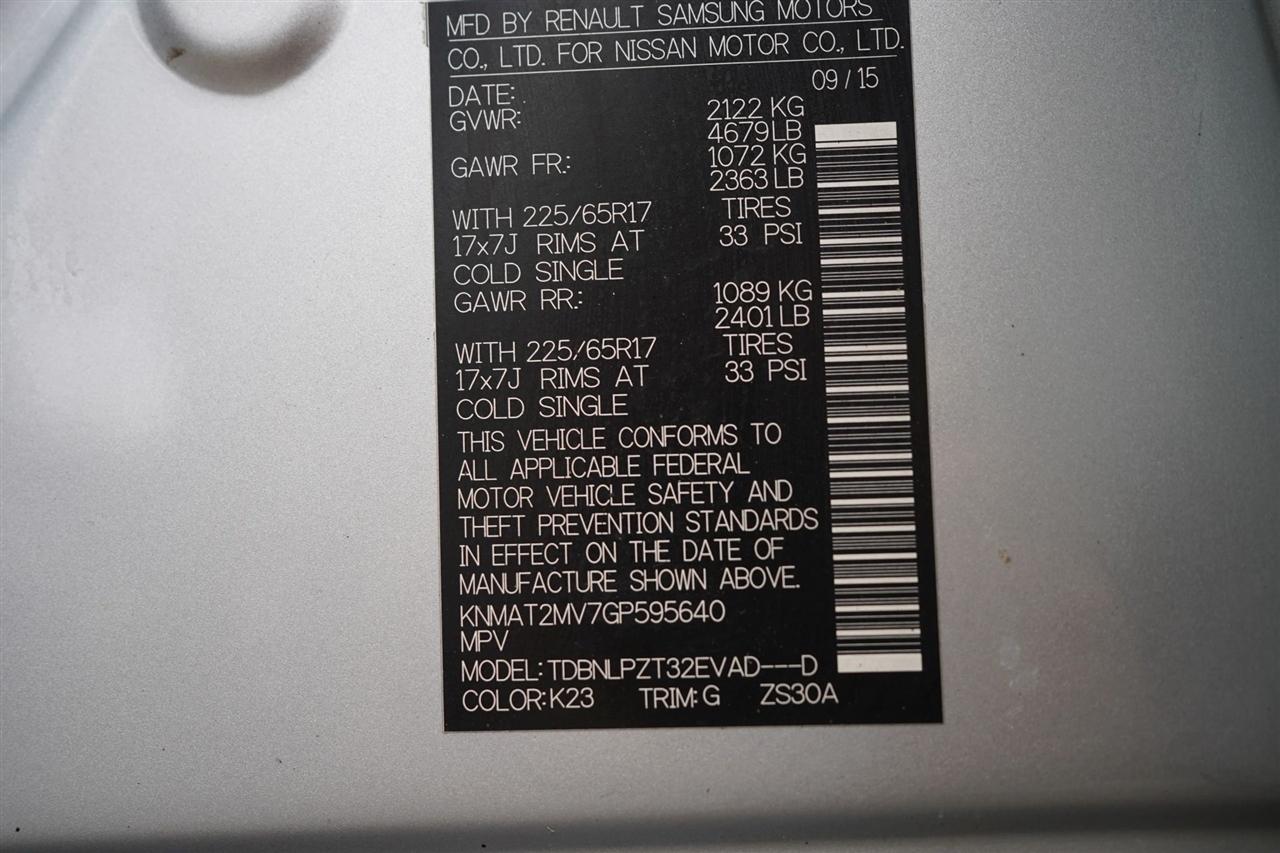 MFD BY RENAULT SAMSUNG MOTORS
CO., LTD. FOR NISSAN MOTOR CO., LTD.
DATE: 09 / 15
GVWR: 2122 KG
4679 LB
GAWR FR.: 1072 KG
2363 LB
WITH 225/65R17 TIRES
17x7J RIMS AT 33 PSI
COLD SINGLE
GAWR RR.: 1089 KG
2401 LB
WITH 225/65R17 TIRES
17x7J RIMS AT 33 PSI
COLD SINGLE
THIS VEHICLE CONFORMS TO
ALL APPLICABLE FEDERAL
MOTOR VEHICLE SAFETY AND
THEFT PREVENTION STANDARDS
IN EFFECT ON THE DATE OF
MANUFACTURE SHOWN ABOVE.
KNMAT2MV7GP595640
MPV
MODEL: TDBNLPZT32EVAD---D
COLOR: K23 TRIM: G ZS30A